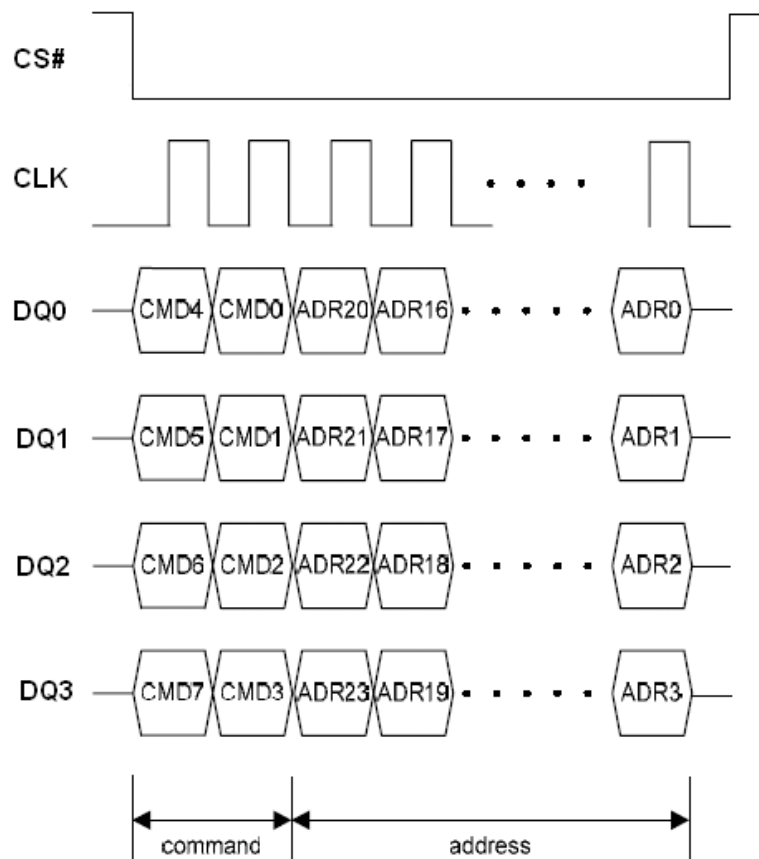 CS#
CLK
DQ0 CMD4 CMD0 ADR20 ADR16 ADR0
DQ1 CMD5 CMD1 ADR21 ADR17 ADR1
DQ2 CMD6 CMD2 ADR22 ADR18 ADR2
DQ3 CMD7 CMD3 ADR23 ADR19 ADR3
command address